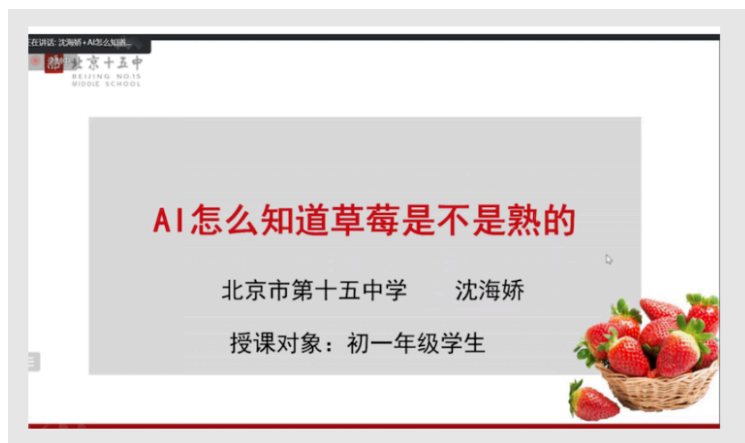 正在讲话: 沈海娇+AI怎么知道...
北京十五中
BEIJING NO.15
MIDDLE SCHOOL
AI怎么知道草莓是不是熟的
北京市第十五中学 沈海娇
授课对象：初一年级学生